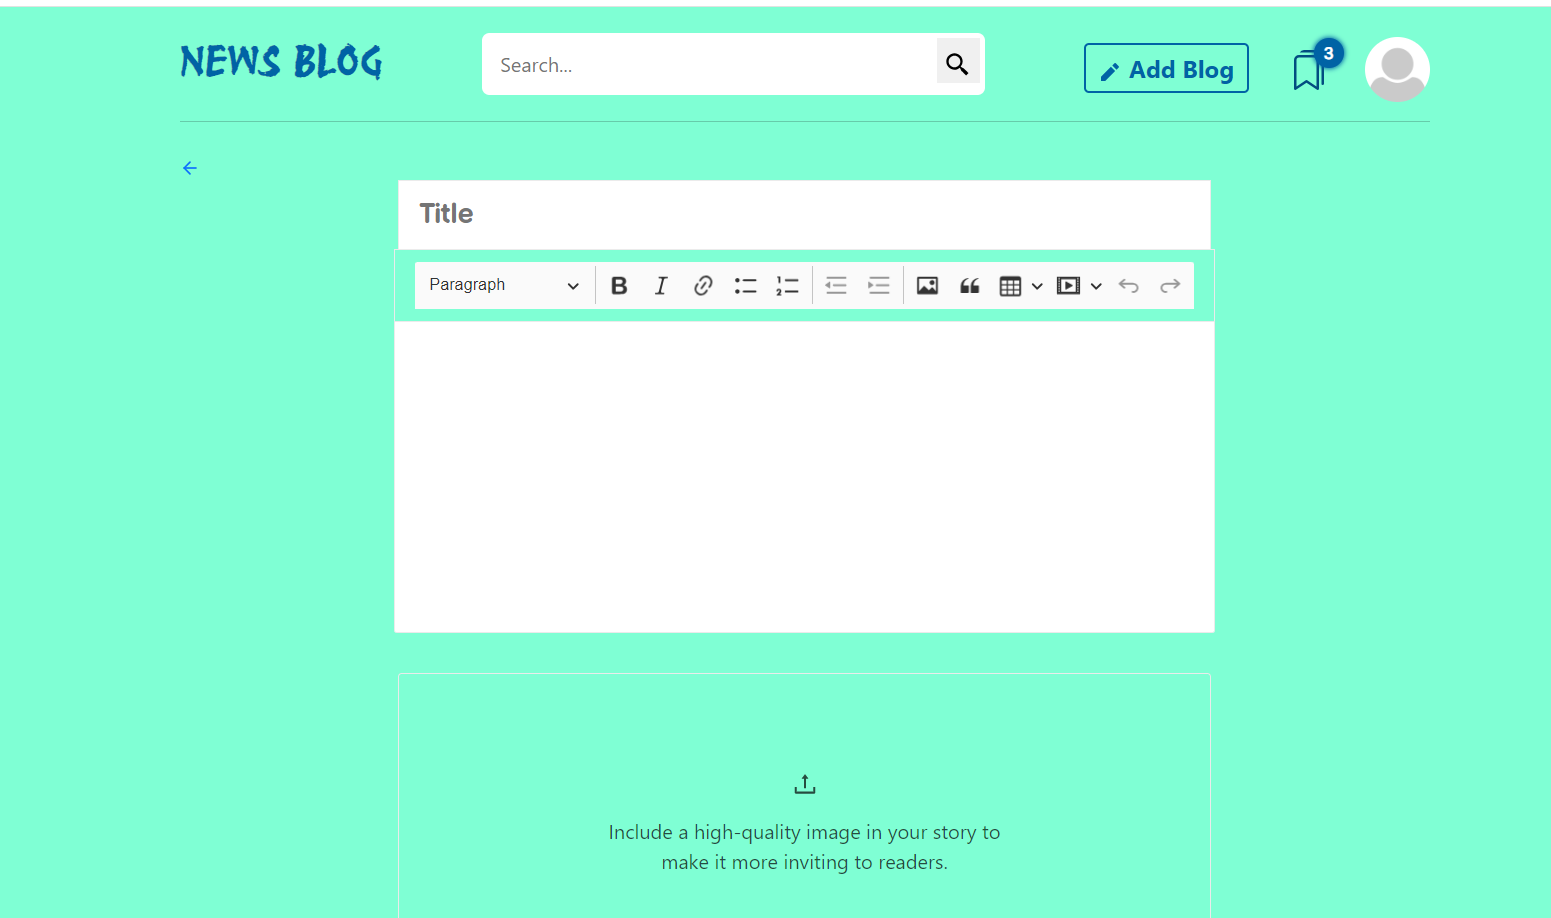 NEWS BLOG
Search...
Add Blog
3
Title
Paragraph
Include a high-quality image in your story to
make it more inviting to readers.